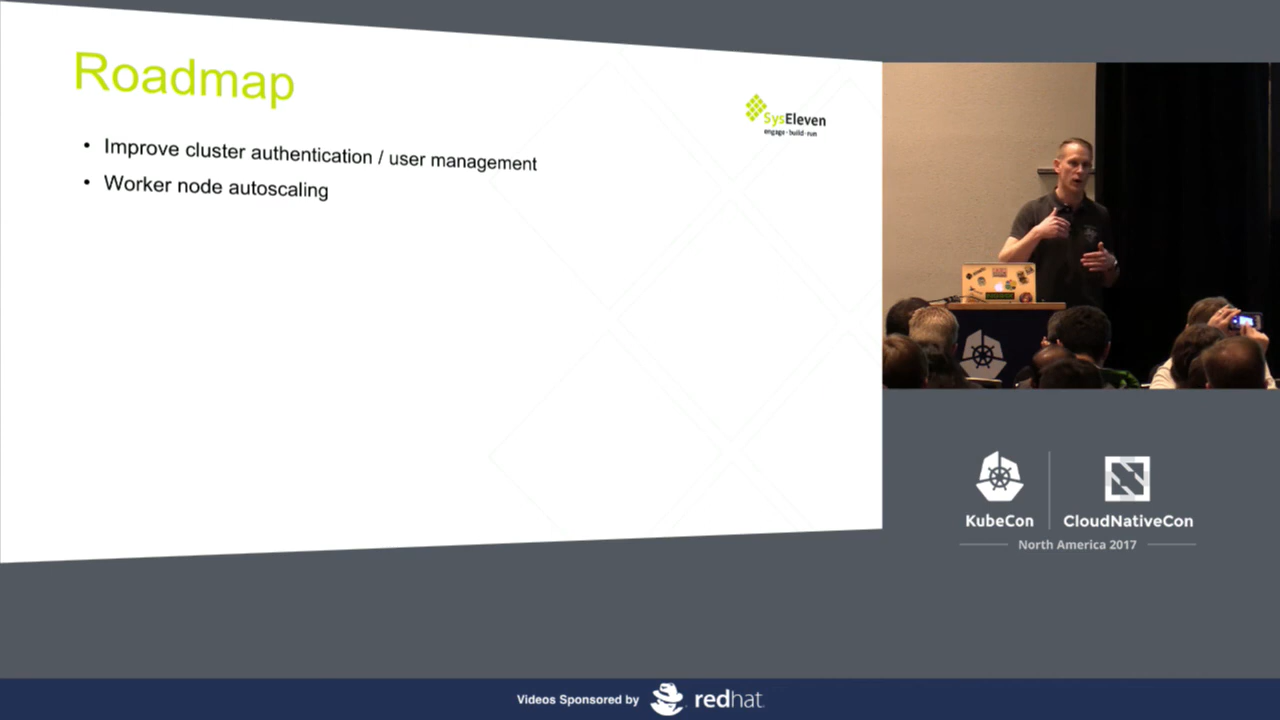 Roadmap
SysEleven
engage · build · run
• Improve cluster authentication / user management
• Worker node autoscaling
KubeCon
CloudNativeCon
North America 2017
Videos Sponsored by
redhat.